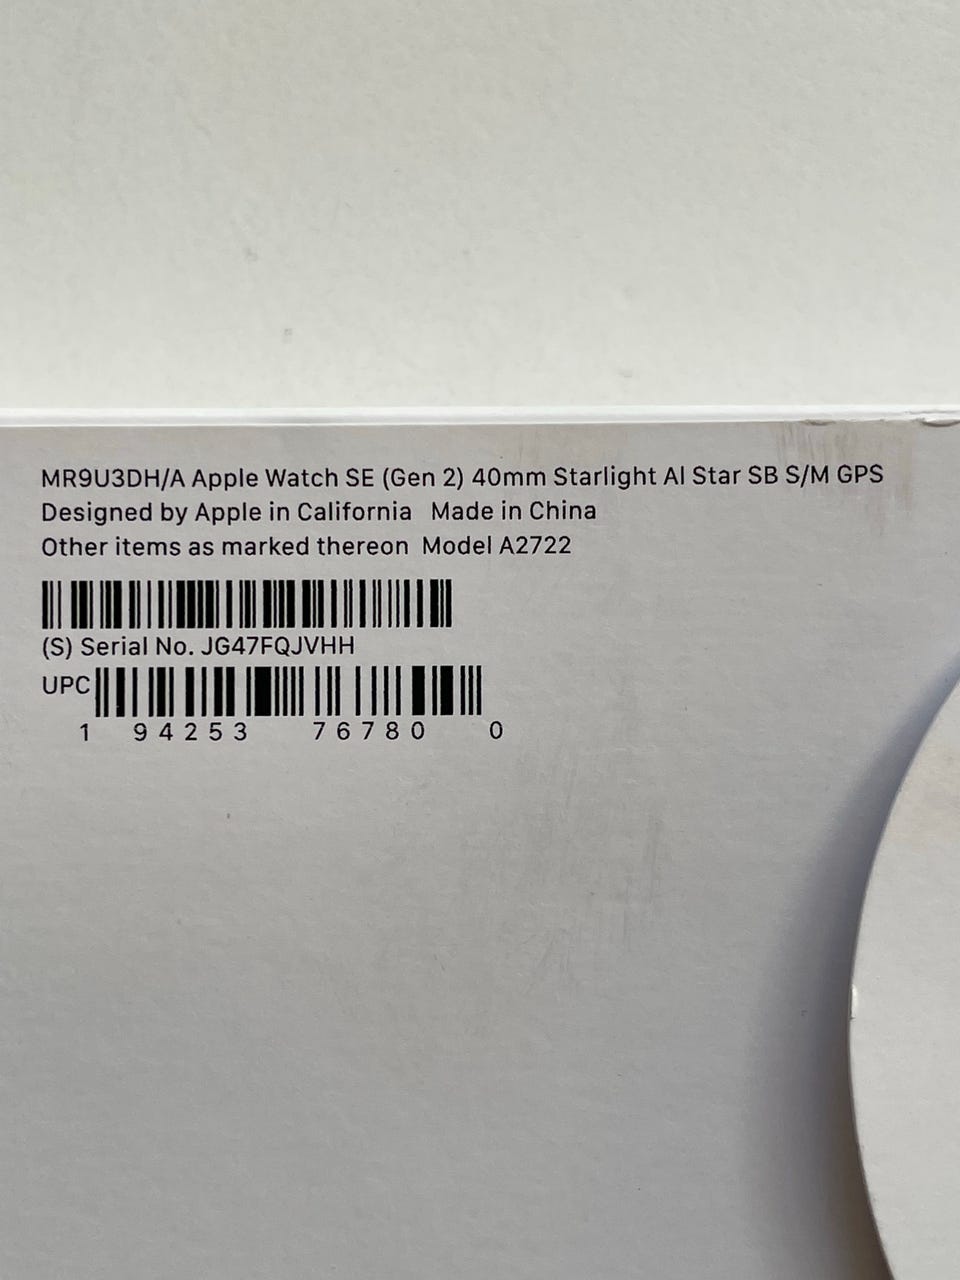 MR9U3DH/A Apple Watch SE (Gen 2) 40mm Starlight Al Star SB S/M GPS
Designed by Apple in California Made in China
Other items as marked thereon Model A2722
(S) Serial No. JG47FQJVHH
UPC
1 94253 76780 0